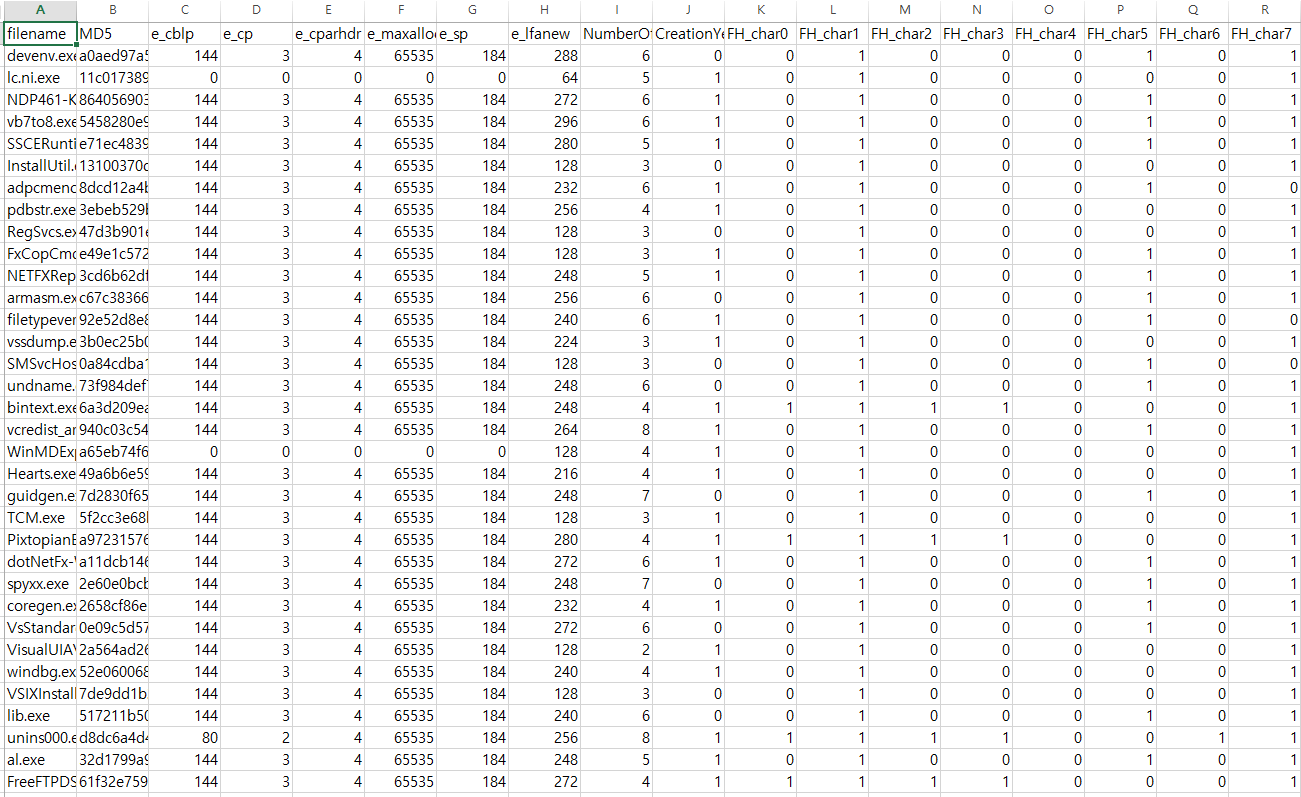 A B C D E F G H I J K L M N O P Q R
filename MD5 e_cblp e_cp e_cparhdr e_maxalloc e_sp e_lfanew NumberOf CreationYe FH_char0 FH_char1 FH_char2 FH_char3 FH_char4 FH_char5 FH_char6 FH_char7
devenv.exe a0aed97a5 144 3 4 65535 184 288 6 0 0 1 0 0 0 1 0 1
lc.ni.exe 11c017389 0 0 0 0 0 64 5 1 0 1 0 0 0 0 0 1
NDP461-K 864056903 144 3 4 65535 184 272 6 1 0 1 0 0 0 1 0 1
vb7to8.exe 5458280e9 144 3 4 65535 184 296 6 1 0 1 0 0 0 1 0 1
SSCERunti e71ec4839 144 3 4 65535 184 280 5 1 0 1 0 0 0 1 0 1
InstallUtil. 13100370c 144 3 4 65535 184 128 3 0 0 1 0 0 0 0 0 1
adpcmenc 8dcd12a4b 144 3 4 65535 184 232 6 1 0 1 0 0 0 1 0 0
pdbstr.exe 3ebeb529b 144 3 4 65535 184 256 4 1 0 1 0 0 0 0 0 1
RegSvcs.ex 47d3b901e 144 3 4 65535 184 128 3 0 0 1 0 0 0 0 0 1
FxCopCmd e49e1c572 144 3 4 65535 184 128 3 1 0 1 0 0 0 1 0 1
NETFXRep 3cd6b62df 144 3 4 65535 184 248 5 1 0 1 0 0 0 1 0 1
armasm.ex c67c38366 144 3 4 65535 184 256 6 0 0 1 0 0 0 1 0 1
filetypever 92e52d8e8 144 3 4 65535 184 240 6 1 0 1 0 0 0 1 0 0
vssdump.e 3b0ec25b0 144 3 4 65535 184 224 3 1 0 1 0 0 0 0 0 1
SMSvcHos 0a84cdba1 144 3 4 65535 184 128 3 0 0 1 0 0 0 1 0 0
undname. 73f984def 144 3 4 65535 184 248 6 0 0 1 0 0 0 1 0 1
bintext.exe 6a3d209ea 144 3 4 65535 184 248 4 1 1 1 1 1 0 0 0 1
vcredist_ar 940c03c54 144 3 4 65535 184 264 8 1 0 1 0 0 0 1 0 1
WinMDExp a65eb74f6 0 0 0 0 0 128 4 1 0 1 0 0 0 0 0 1
Hearts.exe 49a6b6e59 144 3 4 65535 184 216 4 1 0 1 0 0 0 0 0 1
guidgen.e 7d2830f65 144 3 4 65535 184 248 7 0 0 1 0 0 0 1 0 1
TCM.exe 5f2cc3e68 144 3 4 65535 184 128 3 1 0 1 0 0 0 0 0 1
PixtopianE a97231576 144 3 4 65535 184 280 4 1 1 1 1 1 0 0 0 1
dotNetFx- a11dcb146 144 3 4 65535 184 272 6 1 0 1 0 0 0 1 0 1
spyxx.exe 2e60e0bcb 144 3 4 65535 184 248 7 0 0 1 0 0 0 1 0 1
coregen.ex 2658cf86e 144 3 4 65535 184 232 4 1 0 1 0 0 0 1 0 1
VsStandar 0e09c5d57 144 3 4 65535 184 272 6 0 0 1 0 0 0 1 0 1
VisualUIAV 2a564ad26 144 3 4 65535 184 128 2 1 0 1 0 0 0 0 0 1
windbg.ex 52e060068 144 3 4 65535 184 240 4 1 0 1 0 0 0 0 0 1
VSIXInstall 7de9dd1b 144 3 4 65535 184 128 3 0 0 1 0 0 0 0 0 1
lib.exe 517211b50 144 3 4 65535 184 240 6 0 0 1 0 0 0 1 0 1
unins000.e d8dc6a4d4 80 2 4 65535 184 256 8 1 1 1 1 1 0 0 1 1
al.exe 32d1799a9 144 3 4 65535 184 248 5 1 0 1 0 0 0 1 0 1
FreeFTPDS 61f32e759 144 3 4 65535 184 272 4 1 1 1 1 1 0 0 0 1